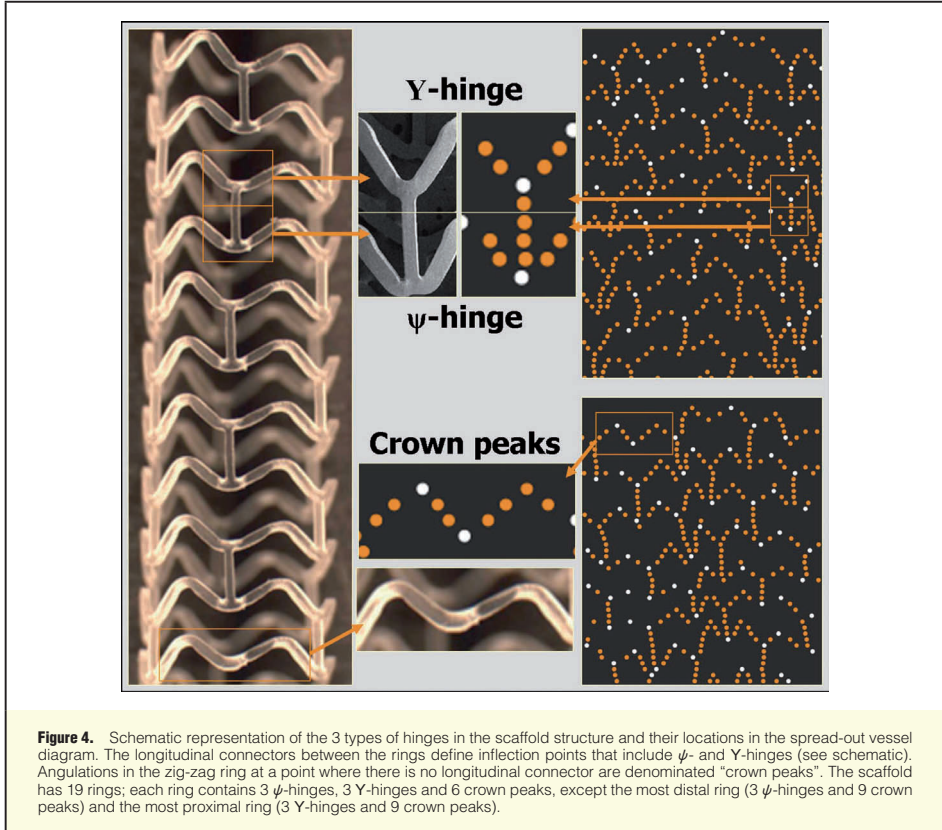 Υ-hinge
ψ-hinge
Crown peaks
Figure 4. Schematic representation of the 3 types of hinges in the scaffold structure and their locations in the spread-out vessel
diagram. The longitudinal connectors between the rings define inflection points that include ψ- and Υ-hinges (see schematic).
Angulations in the zig-zag ring at a point where there is no longitudinal connector are denominated “crown peaks”. The scaffold
has 19 rings; each ring contains 3 ψ-hinges, 3 Υ-hinges and 6 crown peaks, except the most distal ring (3 ψ-hinges and 9 crown
peaks) and the most proximal ring (3 Υ-hinges and 9 crown peaks).